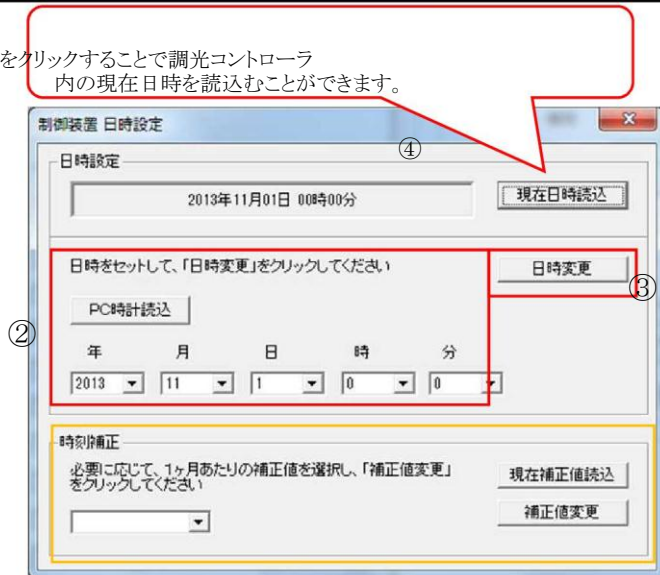 をクリックすることで調光コントローラ
内の現在日時を読込むことができます。
制御装置 日時設定
④
日時設定
2013年11月01日 00時00分
現在日時読込
日時をセットして、「日時変更」をクリックしてください
日時変更
③
PC時計読込
②
年 月 日 時 分
2013 11 1 0 0
時刻補正
必要に応じて、1ヶ月あたりの補正値を選択し、「補正値変更」
をクリックしてください
現在補正値読込
補正値変更